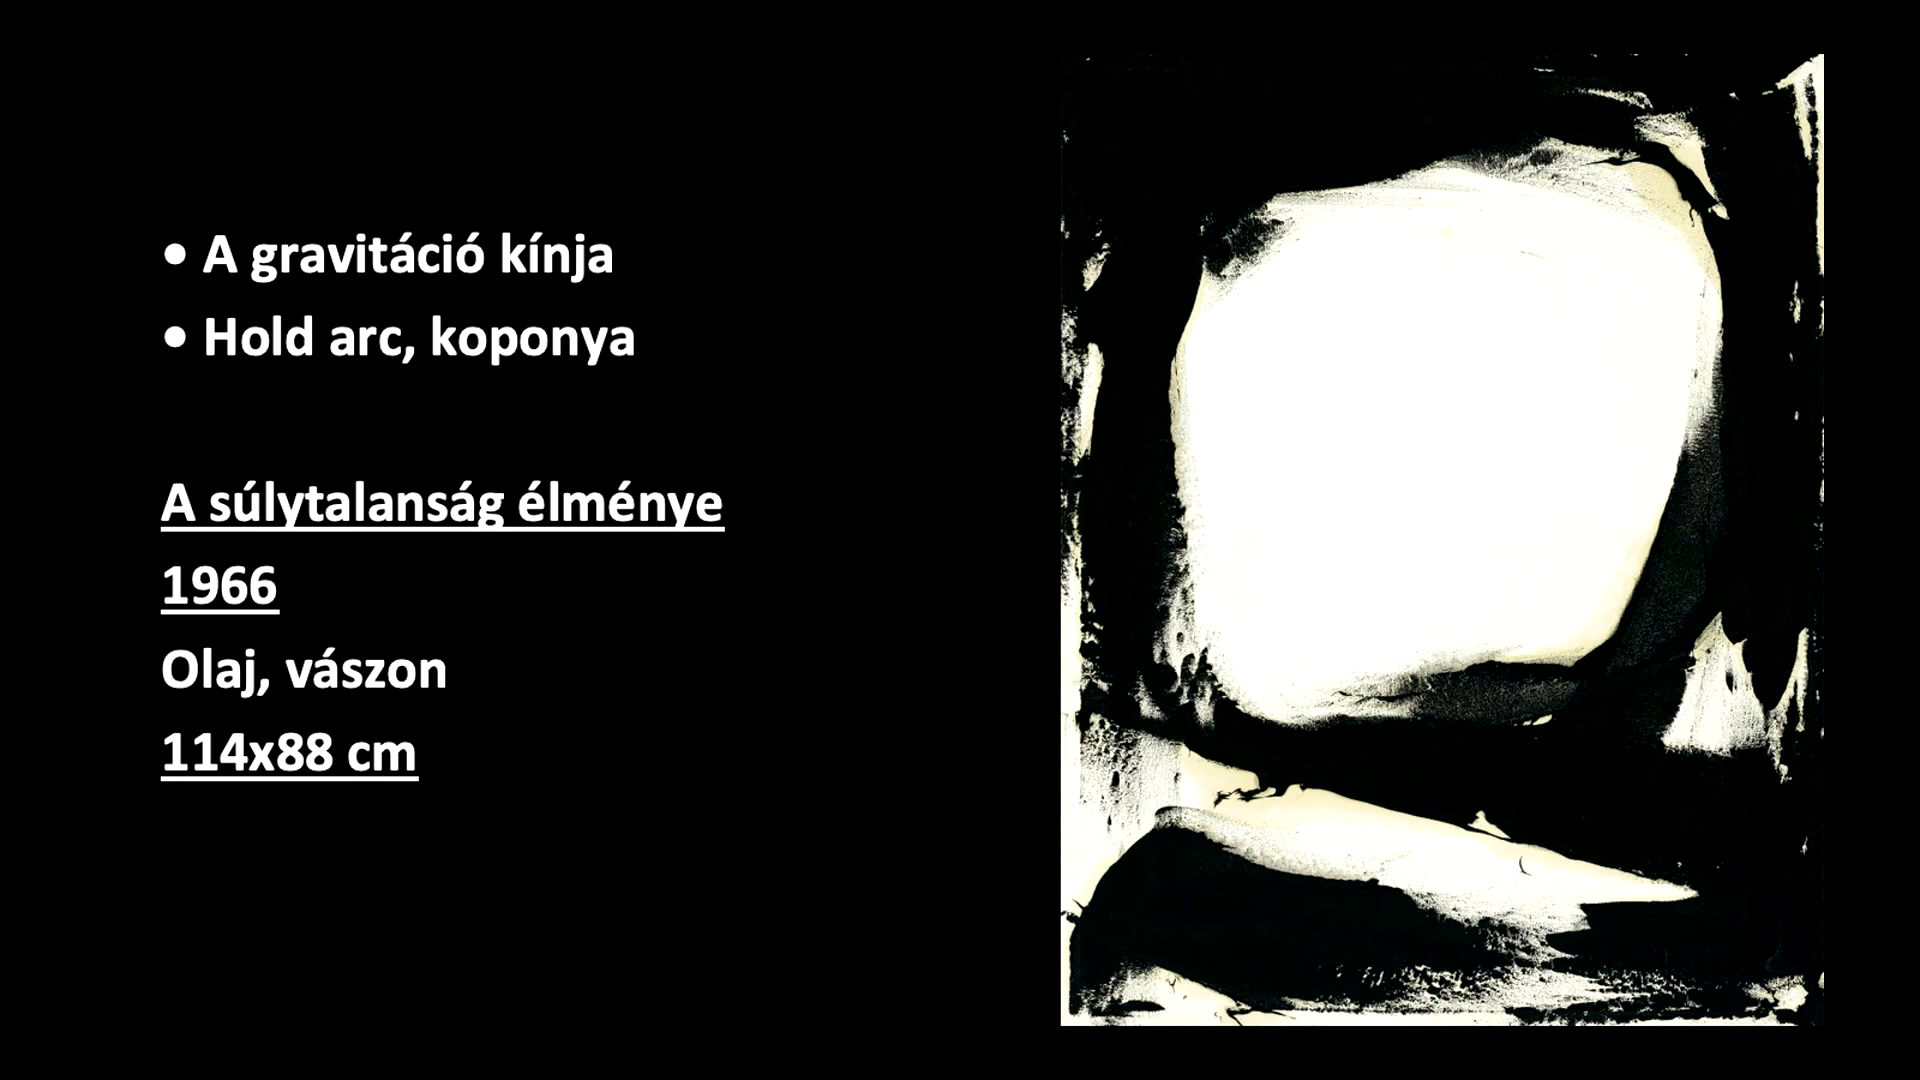 • A gravitáció kínja
• Hold arc, koponya
A súlytalanság élménye
1966
Olaj, vászon
114x88 cm